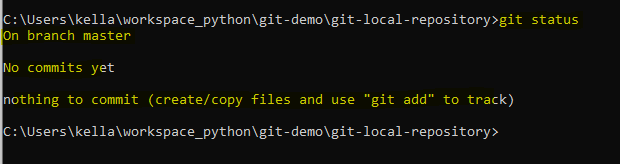 C:\Users\kella\workspace_python\git-demo\git-local-repository>git status
On branch master
No commits yet
nothing to commit (create/copy files and use "git add" to track)
C:\Users\kella\workspace_python\git-demo\git-local-repository>